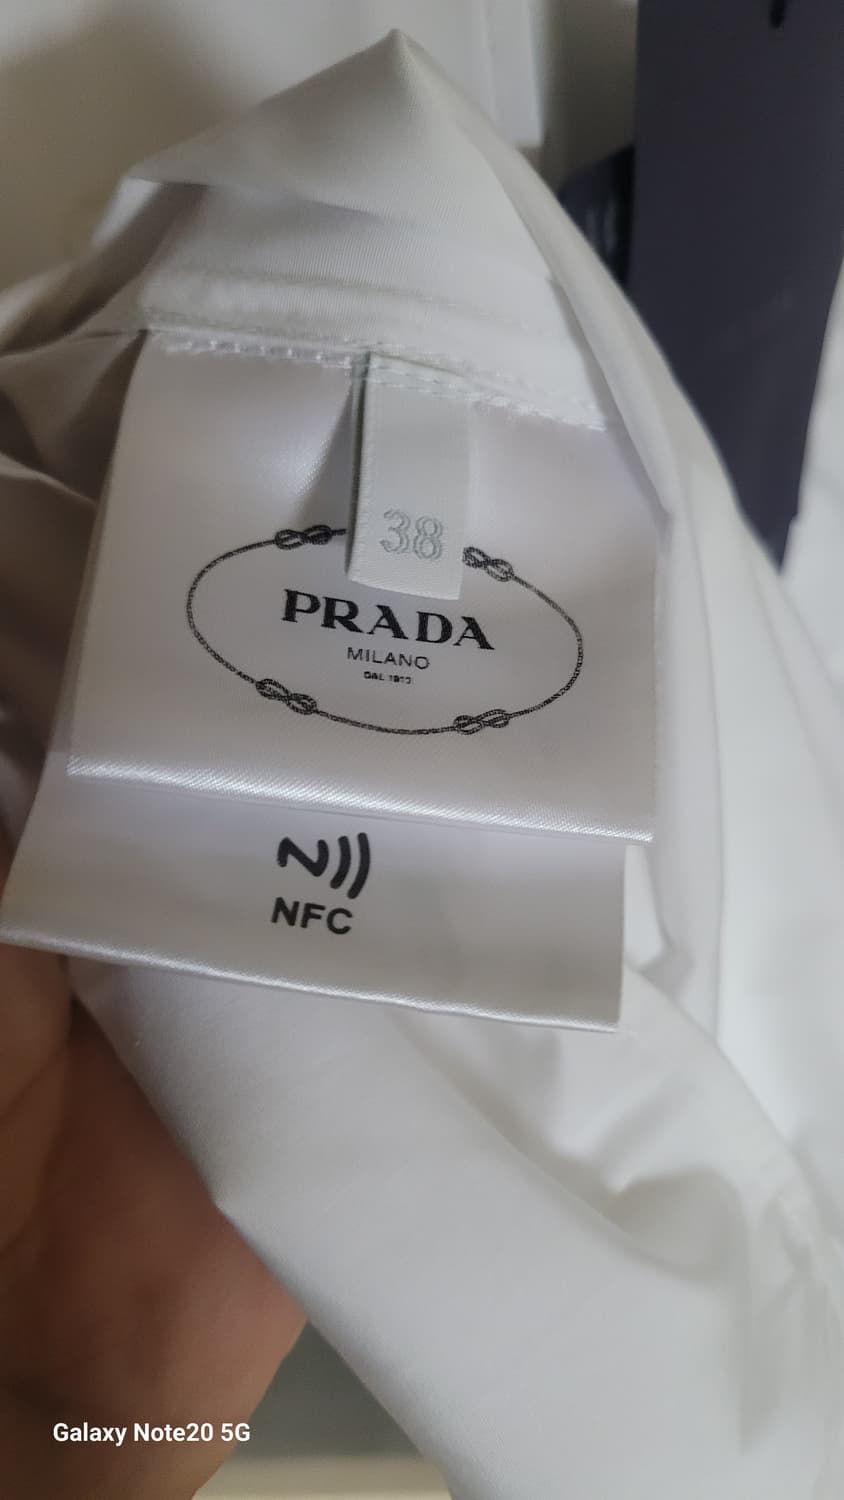 38
PRADA
MILANO
DAL 1913
NFC
Galaxy Note20 5G